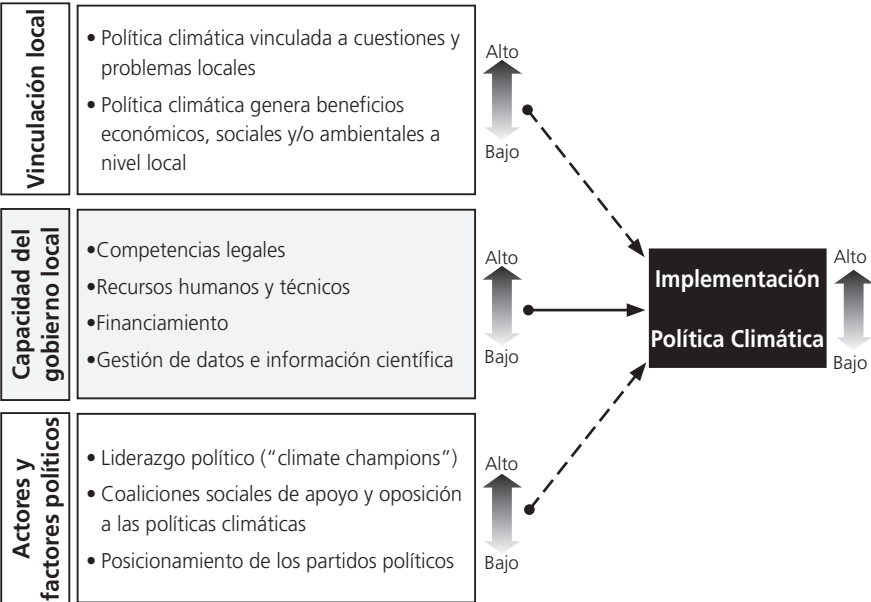 Vinculación local
• Política climática vinculada a cuestiones y
problemas locales
• Política climática genera beneficios
económicos, sociales y/o ambientales a
nivel local
Alto
Bajo
Capacidad del
gobierno local
•Competencias legales
•Recursos humanos y técnicos
•Financiamiento
•Gestión de datos e información científica
Alto
Bajo
Implementación
Política Climática
Alto
Bajo
Actores y
factores políticos
• Liderazgo político (“climate champions”)
• Coaliciones sociales de apoyo y oposición
a las políticas climáticas
• Posicionamiento de los partidos políticos
Alto
Bajo